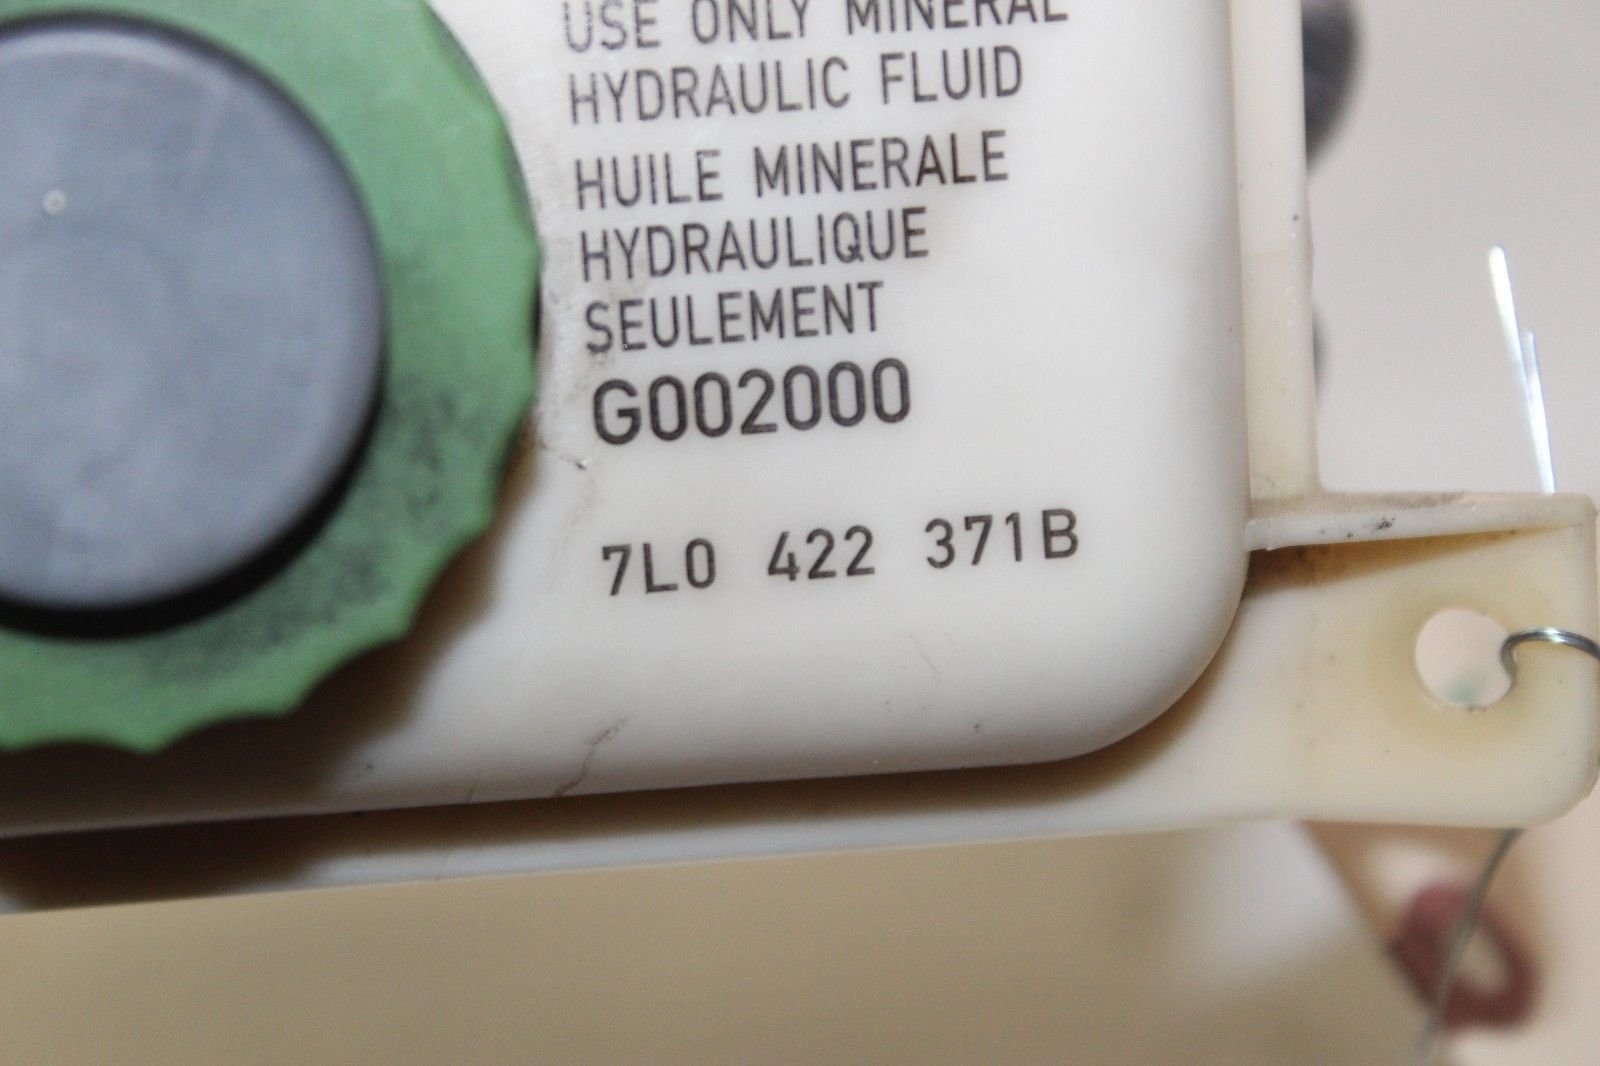 USE ONLY MINERAL
HYDRAULIC FLUID
HUILE MINERALE
HYDRAULIQUE
SEULEMENT
G002000
7L0 422 371B